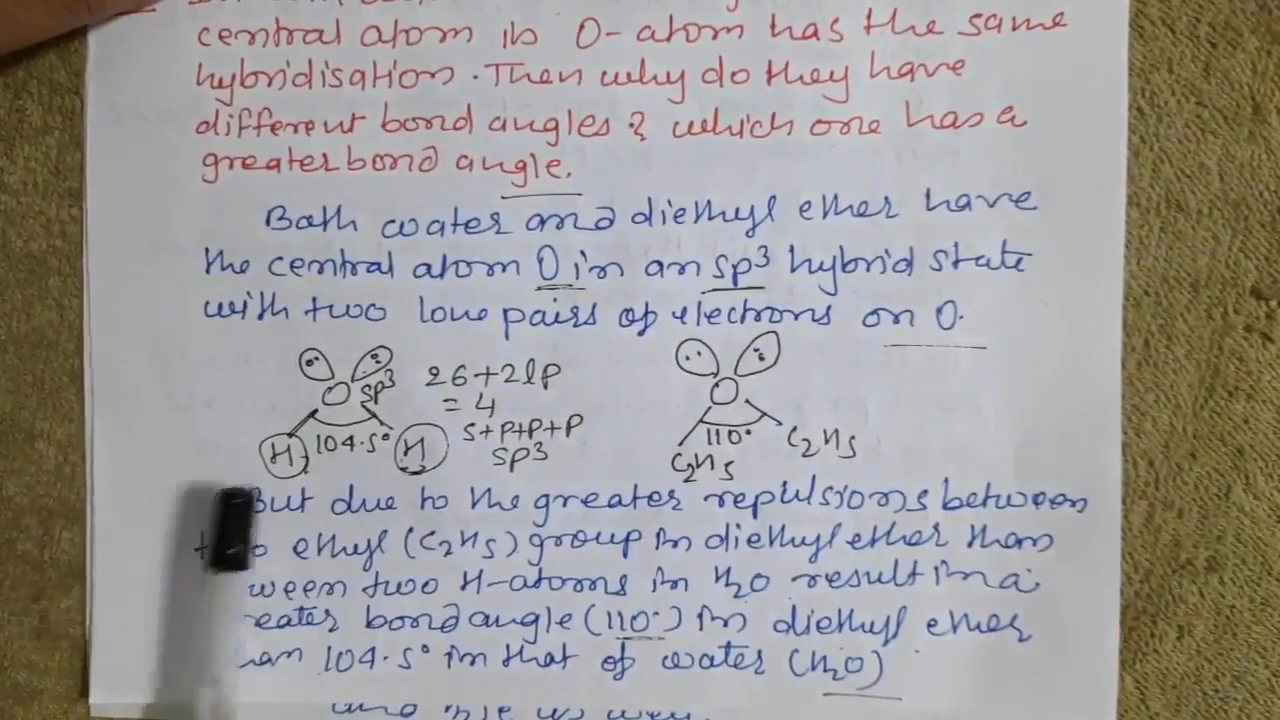 central atom is O-atom has the same
hybridisation. Then why do they have
different bond angles? which one has a
greater bond angle.
Both water and diethyl ether have
the central atom O in an sp³ hybrid state
with two lone pairs of electrons on O.
O sp³
H 104.5° H
26+2lp
= 4
s+p+p+p
sp³
O
110°
C₂H₅ C₂H₅
But due to the greater repulsions between
ethyl (C₂H₅) group in diethyl ether than
ween two H-atoms in H₂O result in a
eater bond angle (110°) in diethyl ether
an 104.5° in that of water (H₂O)